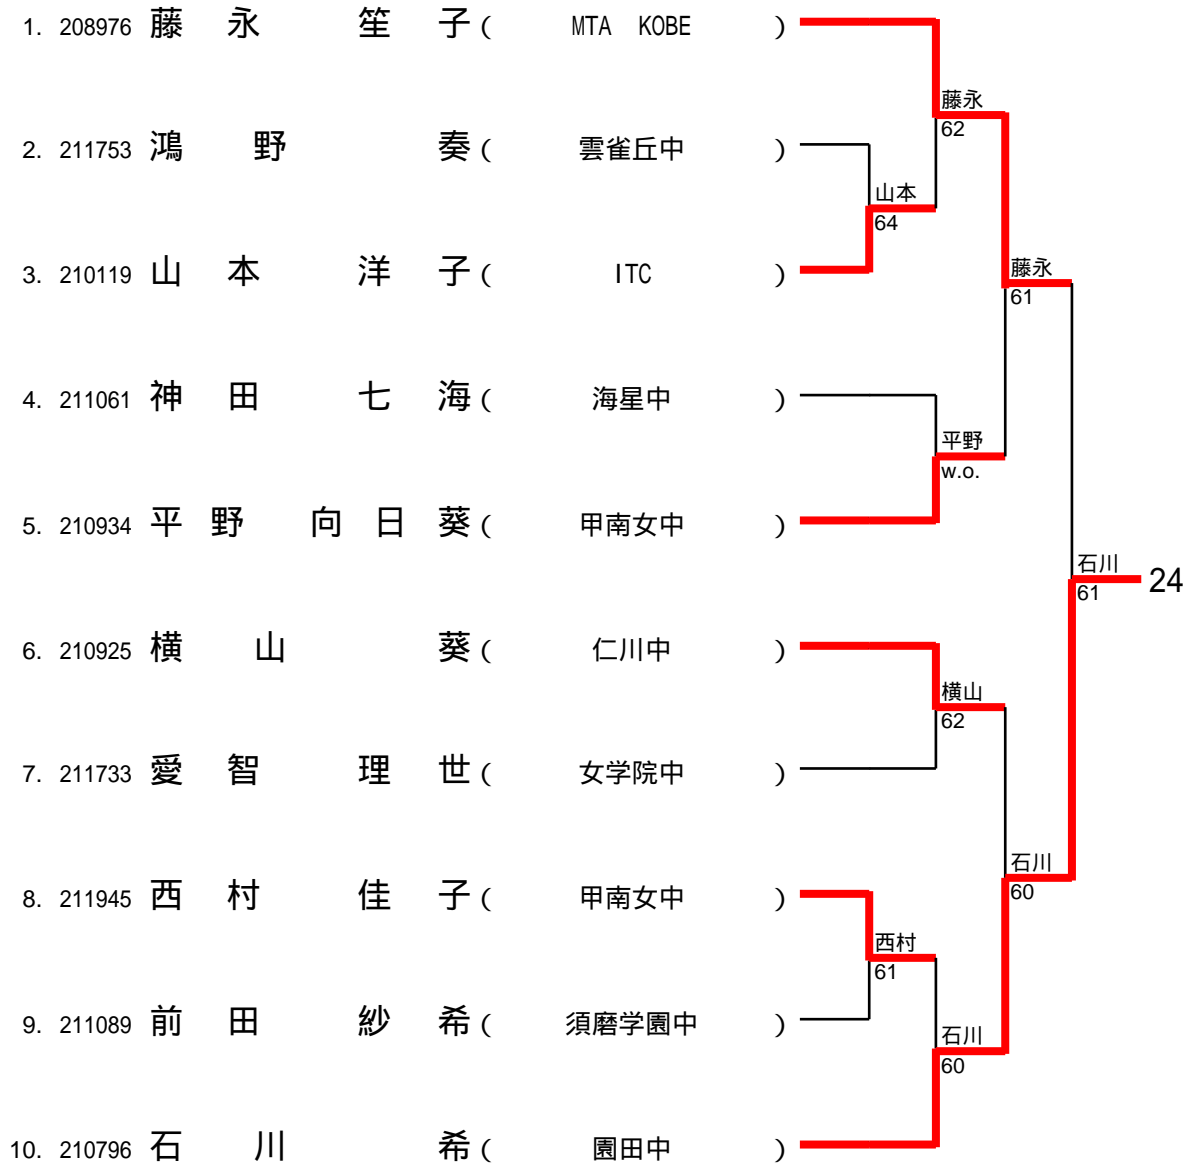 1. 208976 藤永 笙子 ( MTA KOBE )
藤永
62
2. 211753 鴻野 奏 ( 雲雀丘中 )
山本
64
3. 210119 山本 洋子 ( ITC )
藤永
61
4. 211061 神田 七海 ( 海星中 )
平野
w.o.
5. 210934 平野 向日葵 ( 甲南女中 )
石川
61
24
6. 210925 横山 葵 ( 仁川中 )
横山
62
7. 211733 愛智 理世 ( 女学院中 )
石川
60
8. 211945 西村 佳子 ( 甲南女中 )
西村
61
9. 211089 前田 紗希 ( 須磨学園中 )
石川
60
10. 210796 石川 希 ( 園田中 )